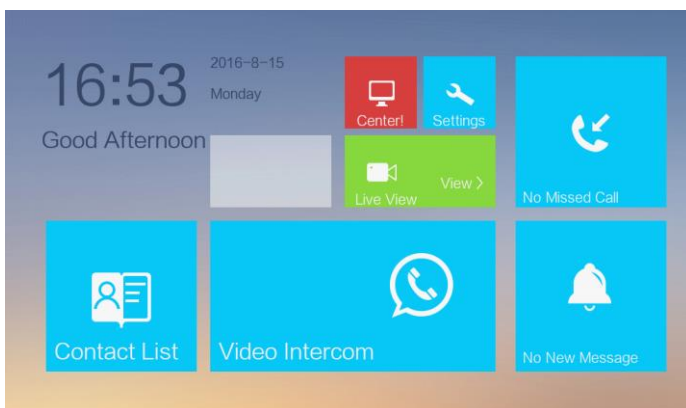 16:53
2016-8-15
Monday
Good Afternoon
Center!
Settings
Live View
View >
No Missed Call
Contact List
Video Intercom
No New Message